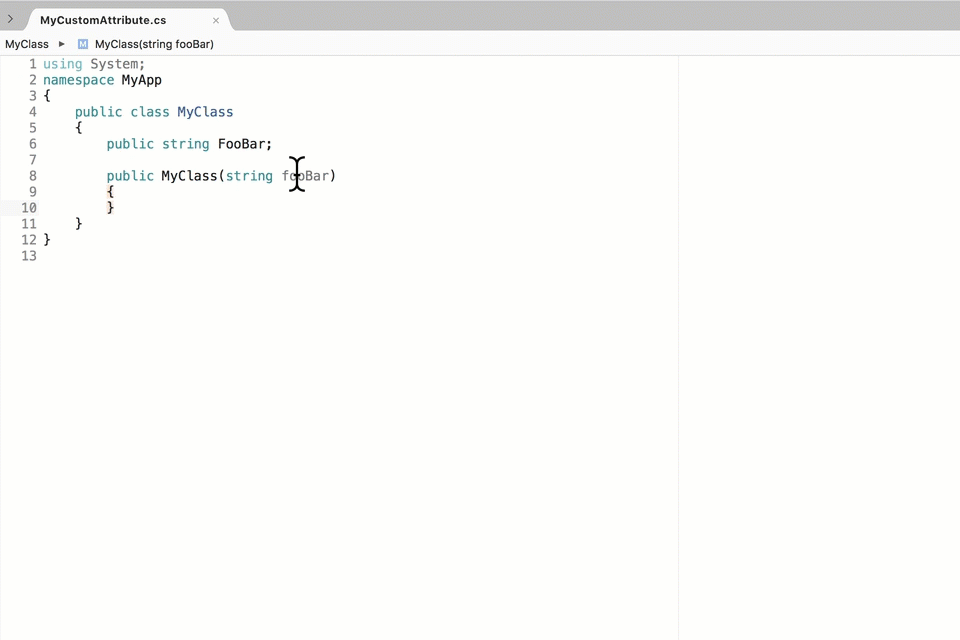 MyCustomAttribute.cs ×
MyClass ▸ M MyClass(string fooBar)
1 using System;
2 namespace MyApp
3 {
4     public class MyClass
5     {
6         public string FooBar;
7
8         public MyClass(string fooBar)
9         {
10         }
11     }
12 }
13